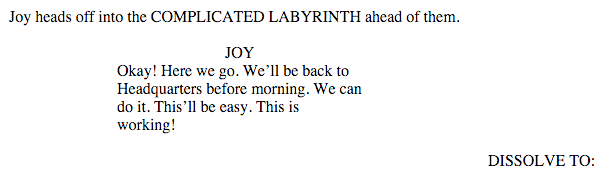 Joy heads off into the COMPLICATED LABYRINTH ahead of them.
JOY
Okay! Here we go. We’ll be back to
Headquarters before morning. We can
do it. This’ll be easy. This is
working!
DISSOLVE TO: